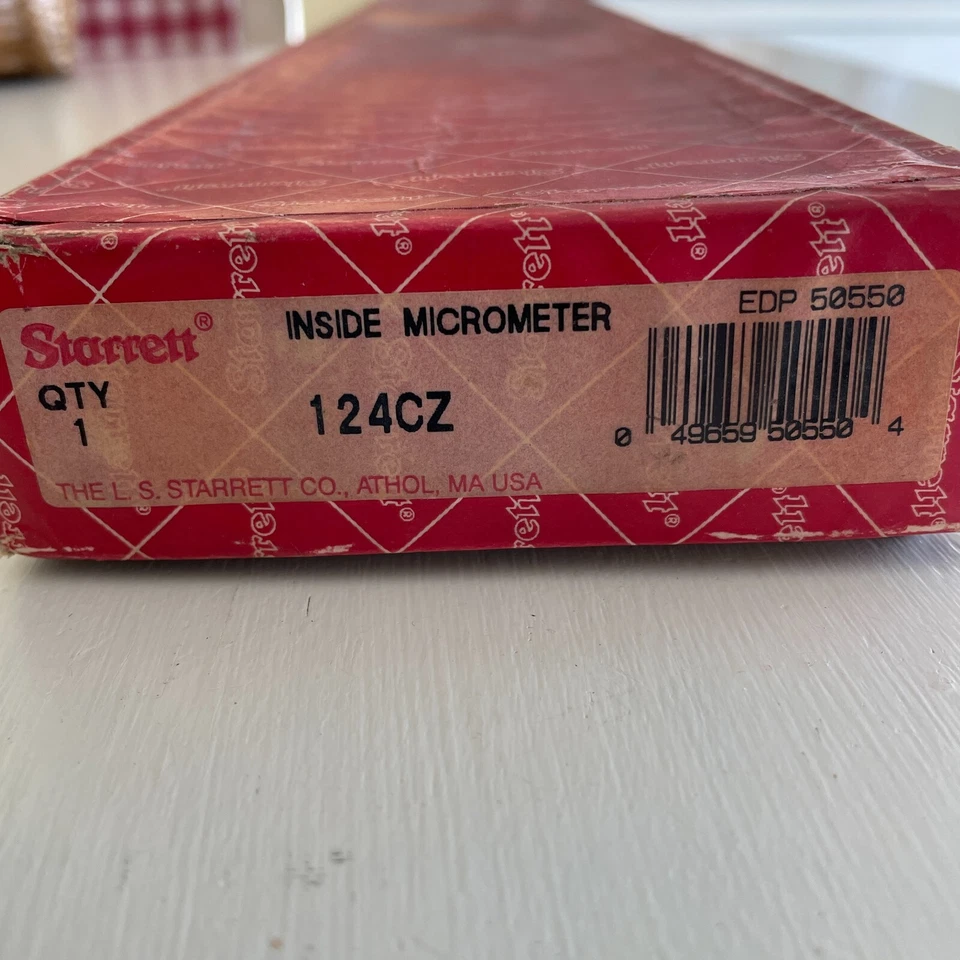 Starrett®
INSIDE MICROMETER
EDP 50550
QTY
1
124CZ
0 49659 50550 4
THE L. S. STARRETT CO., ATHOL, MA USA